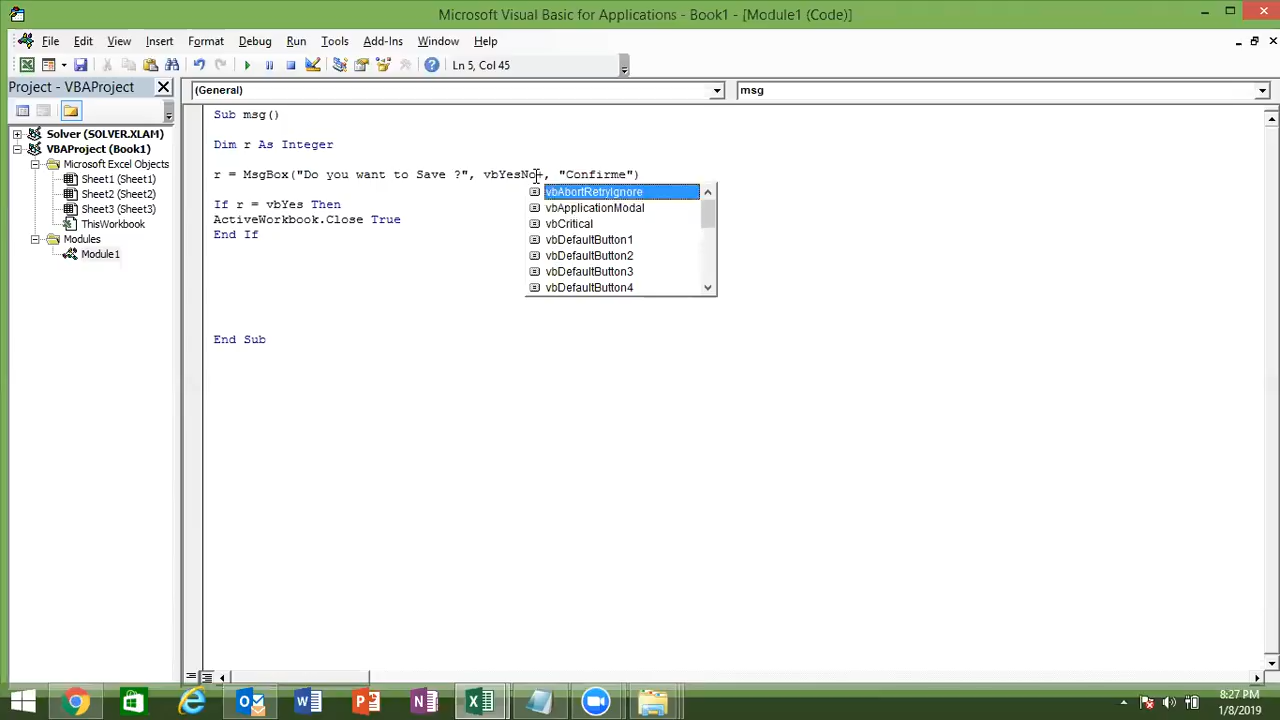 Microsoft Visual Basic for Applications - Book1 - [Module1 (Code)]
File Edit View Insert Format Debug Run Tools Add-Ins Window Help
Ln 5, Col 45
Project - VBAProject
(General)
msg
Solver (SOLVER.XLAM)
VBAProject (Book1)
Microsoft Excel Objects
Sheet1 (Sheet1)
Sheet2 (Sheet2)
Sheet3 (Sheet3)
ThisWorkbook
Modules
Module1
Sub msg()
Dim r As Integer
r = MsgBox("Do you want to Save ?", vbYesNo+, "Confirme")
If r = vbYes Then
ActiveWorkbook.Close True
End If
End Sub
vbAbortRetryIgnore
vbApplicationModal
vbCritical
vbDefaultButton1
vbDefaultButton2
vbDefaultButton3
vbDefaultButton4
8:27 PM
1/8/2019